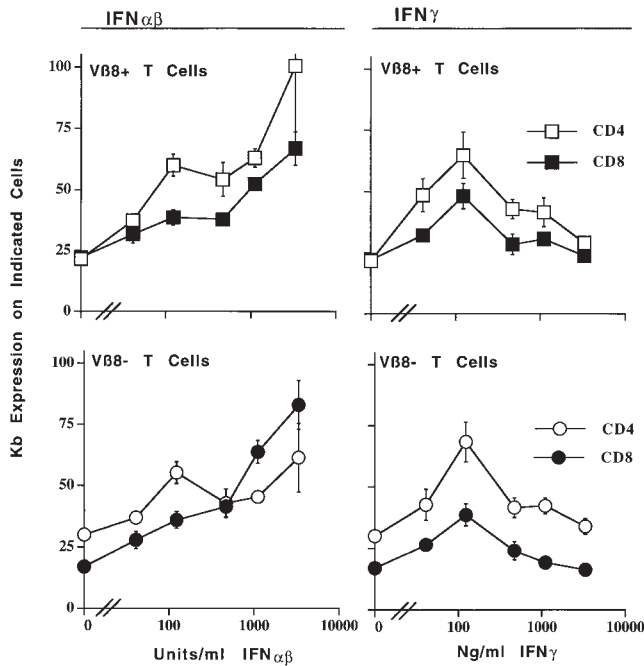 IFNαβ
IFNγ
Kb Expression on Indicated Cells
100
75
50
25
0
Vß8+ T Cells
Vß8+ T Cells
CD4
CD8
100
75
50
25
0
Vß8- T Cells
Vß8- T Cells
CD4
CD8
0 100 1000 10000
0 100 1000 10000
Units/ml IFNαβ
Ng/ml IFNγ